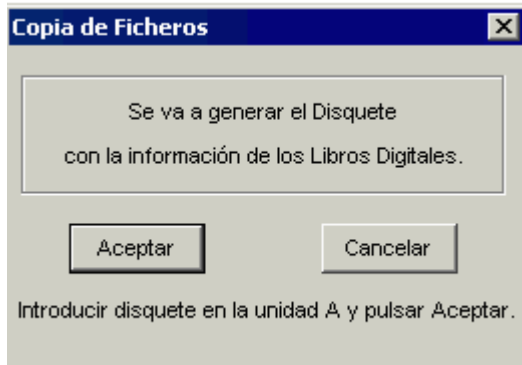 Copia de Ficheros
Se va a generar el Disquete
con la información de los Libros Digitales.
Aceptar
Cancelar
Introducir disquete en la unidad A y pulsar Aceptar.